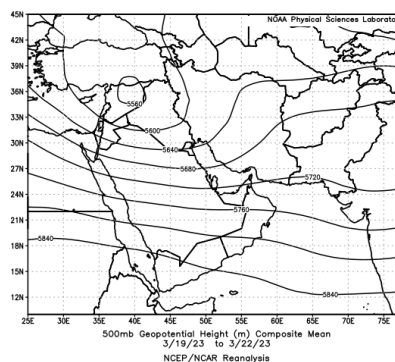 NOAA Physical Sciences Laborato
45N
42N
39N
36N
33N
30N
27N
24N
21N
18N
15N
12N
5560
5600
5640
5680
5720
5760
5840
5840
25E 30E 35E 40E 45E 50E 55E 60E 65E 70E 75E
500mb Geopotential Height (m) Composite Mean
3/19/23 to 3/22/23
NCEP/NCAR Reanalysis